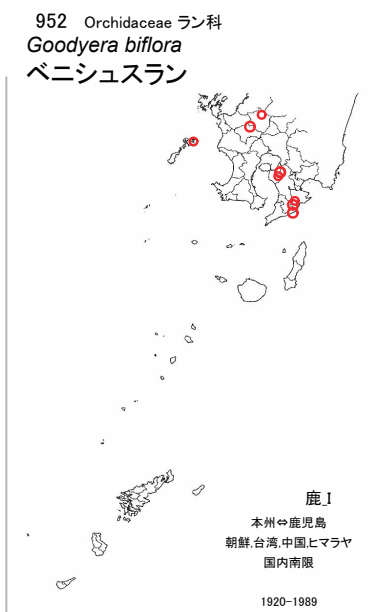 952 Orchidaceae ラン科
Goodyera biflora
ベニシュスラン
鹿_I
本州⇔鹿児島
朝鮮,台湾,中国,ヒマラヤ
国内南限
1920-1989